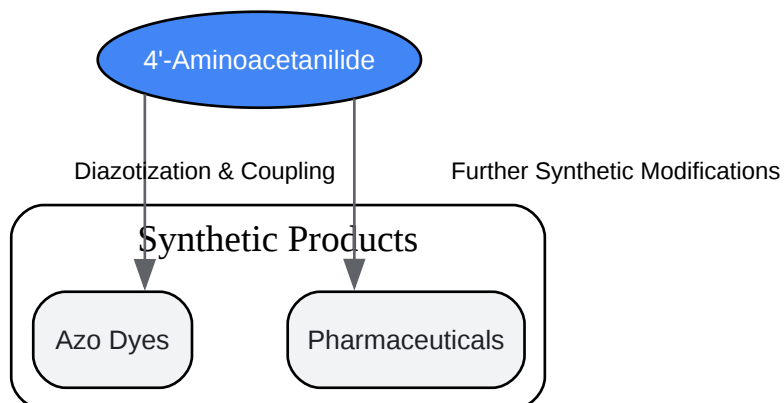 4'-Aminoacetanilide
Diazotization & Coupling
Further Synthetic Modifications
Synthetic Products
Azo Dyes
Pharmaceuticals